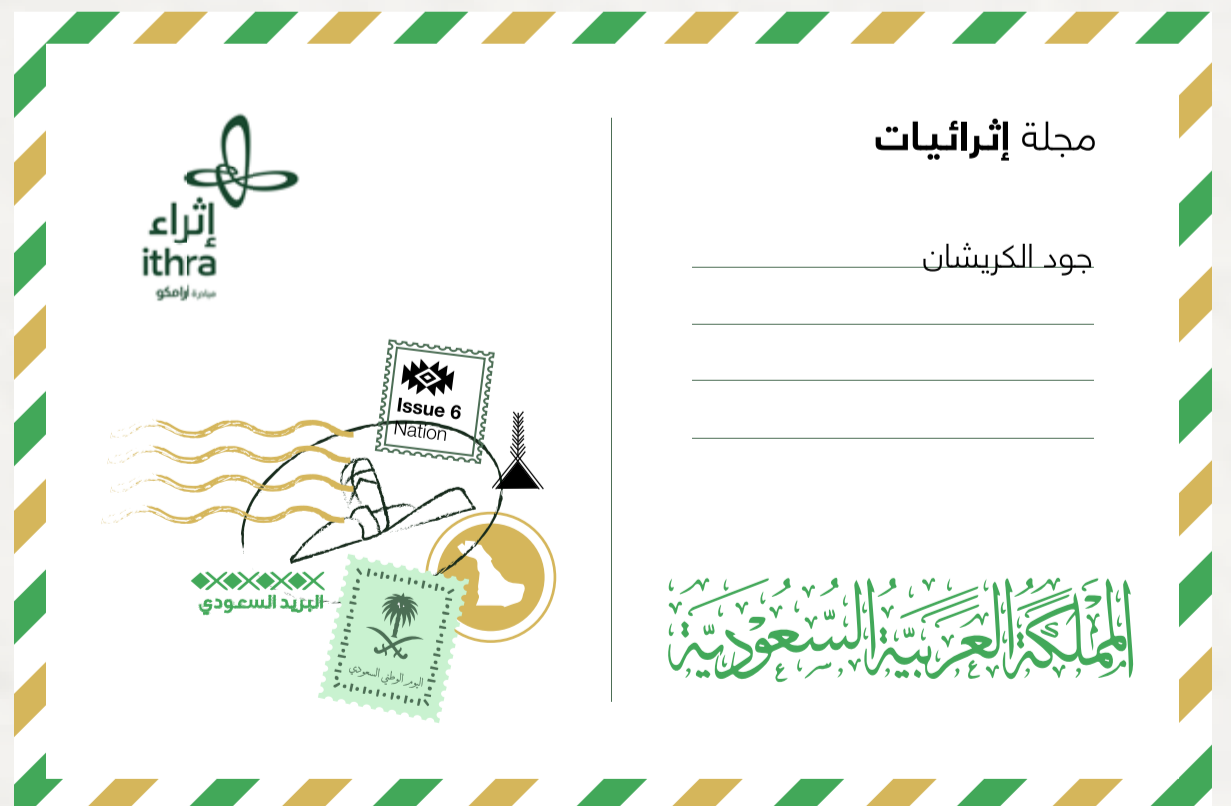 مجلة إثرائيات
جود الكريشان
إثراء
ithra
مبادرة أرامكو
Issue 6
Nation
البريد السعودي
اليوم الوطني السعودي
المملكة العربية السعودية